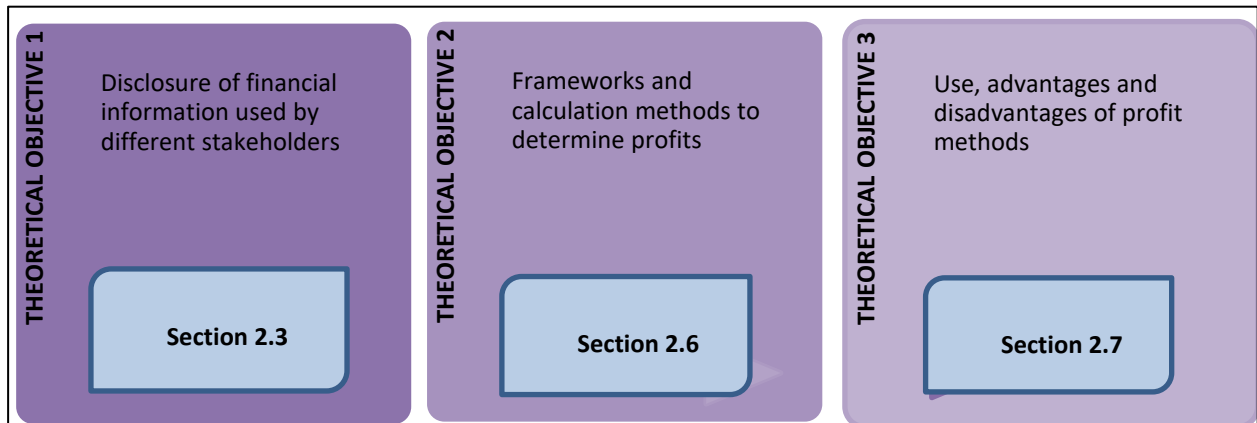 THEORETICAL OBJECTIVE 1
Disclosure of financial
information used by
different stakeholders
Section 2.3
THEORETICAL OBJECTIVE 2
Frameworks and
calculation methods to
determine profits
Section 2.6
THEORETICAL OBJECTIVE 3
Use, advantages and
disadvantages of profit
methods
Section 2.7